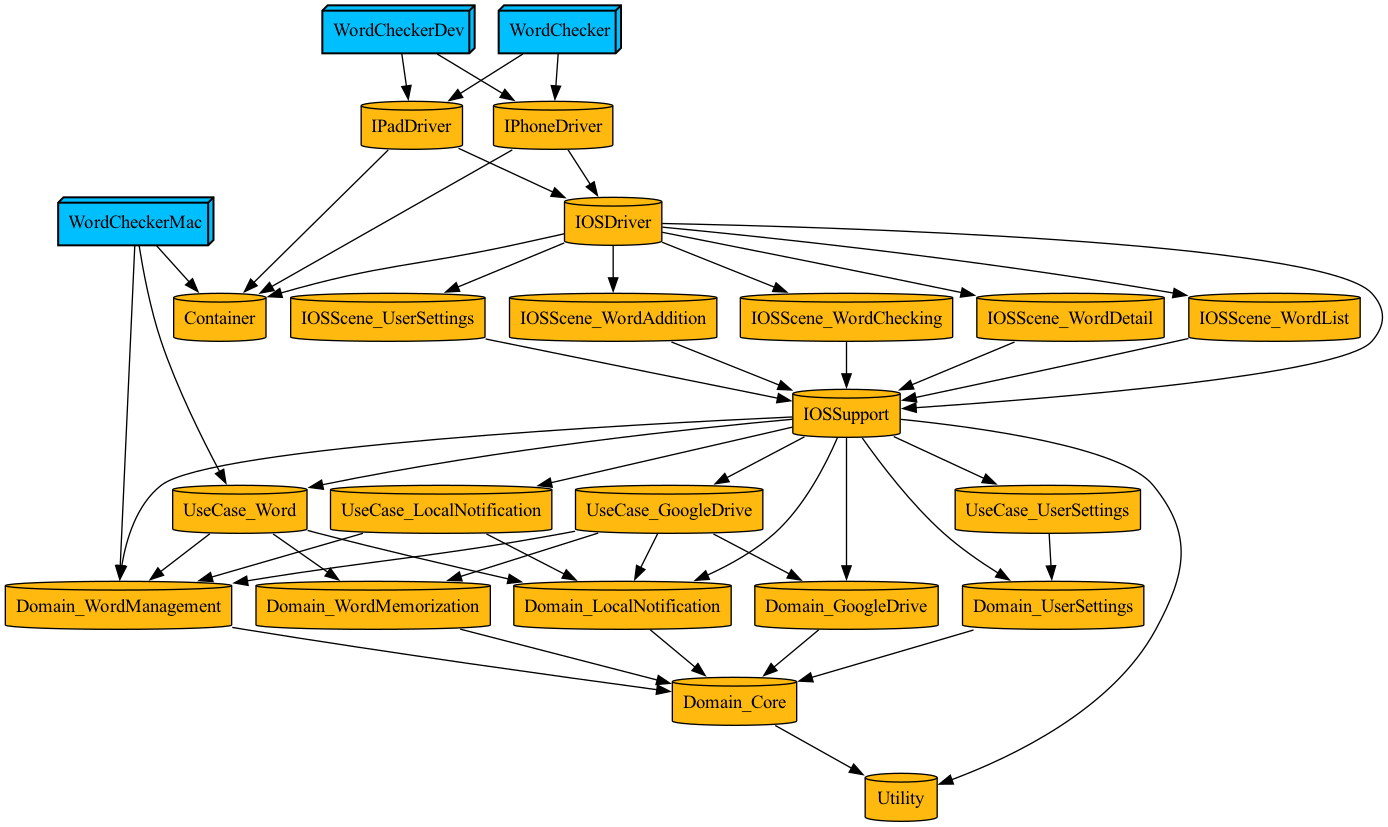 WordCheckerDev
WordChecker
IPadDriver
IPhoneDriver
WordCheckerMac
IOSDriver
Container
IOSScene_UserSettings
IOSScene_WordAddition
IOSScene_WordChecking
IOSScene_WordDetail
IOSScene_WordList
IOSSupport
UseCase_Word
UseCase_LocalNotification
UseCase_GoogleDrive
UseCase_UserSettings
Domain_WordManagement
Domain_WordMemorization
Domain_LocalNotification
Domain_GoogleDrive
Domain_UserSettings
Domain_Core
Utility